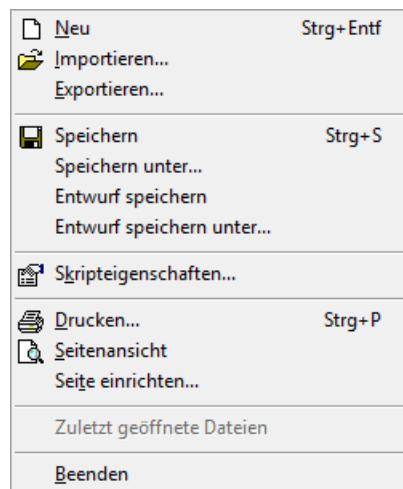 Neu Strg+Entf
Importieren...
Exportieren...
Speichern Strg+S
Speichern unter...
Entwurf speichern
Entwurf speichern unter...
Skripteigenschaften...
Drucken... Strg+P
Seitenansicht
Seite einrichten...
Zuletzt geöffnete Dateien
Beenden